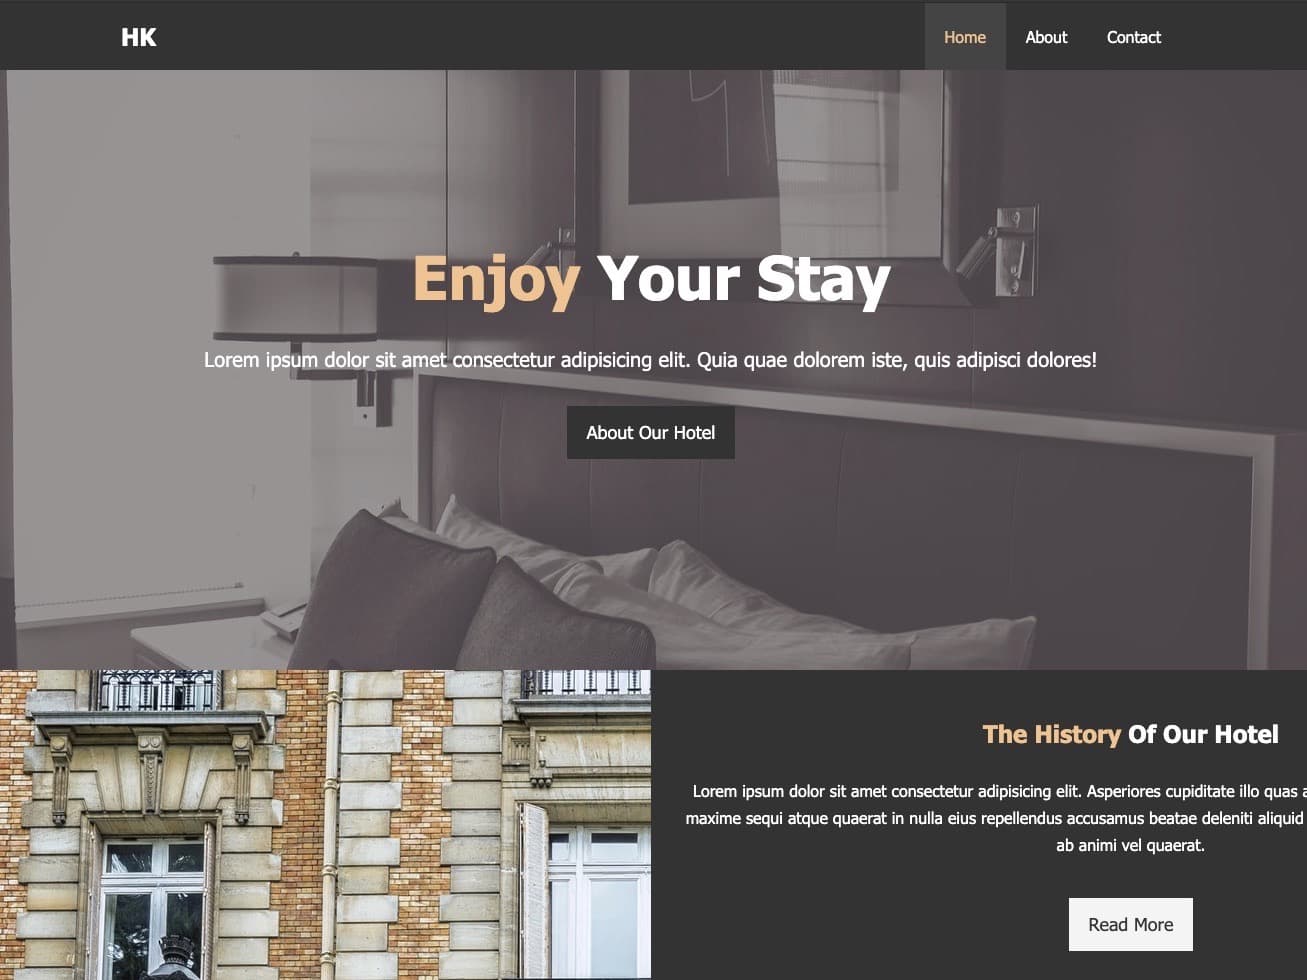 HK
Home
About
Contact
Enjoy Your Stay
Lorem ipsum dolor sit amet consectetur adipisicing elit. Quia quae dolorem iste, quis adipisci dolores!
About Our Hotel
The History Of Our Hotel
Lorem ipsum dolor sit amet consectetur adipisicing elit. Asperiores cupiditate illo quas
maxime sequi atque quaerat in nulla eius repellendus accusamus beatae deleniti aliquid
ab animi vel quaerat.
Read More